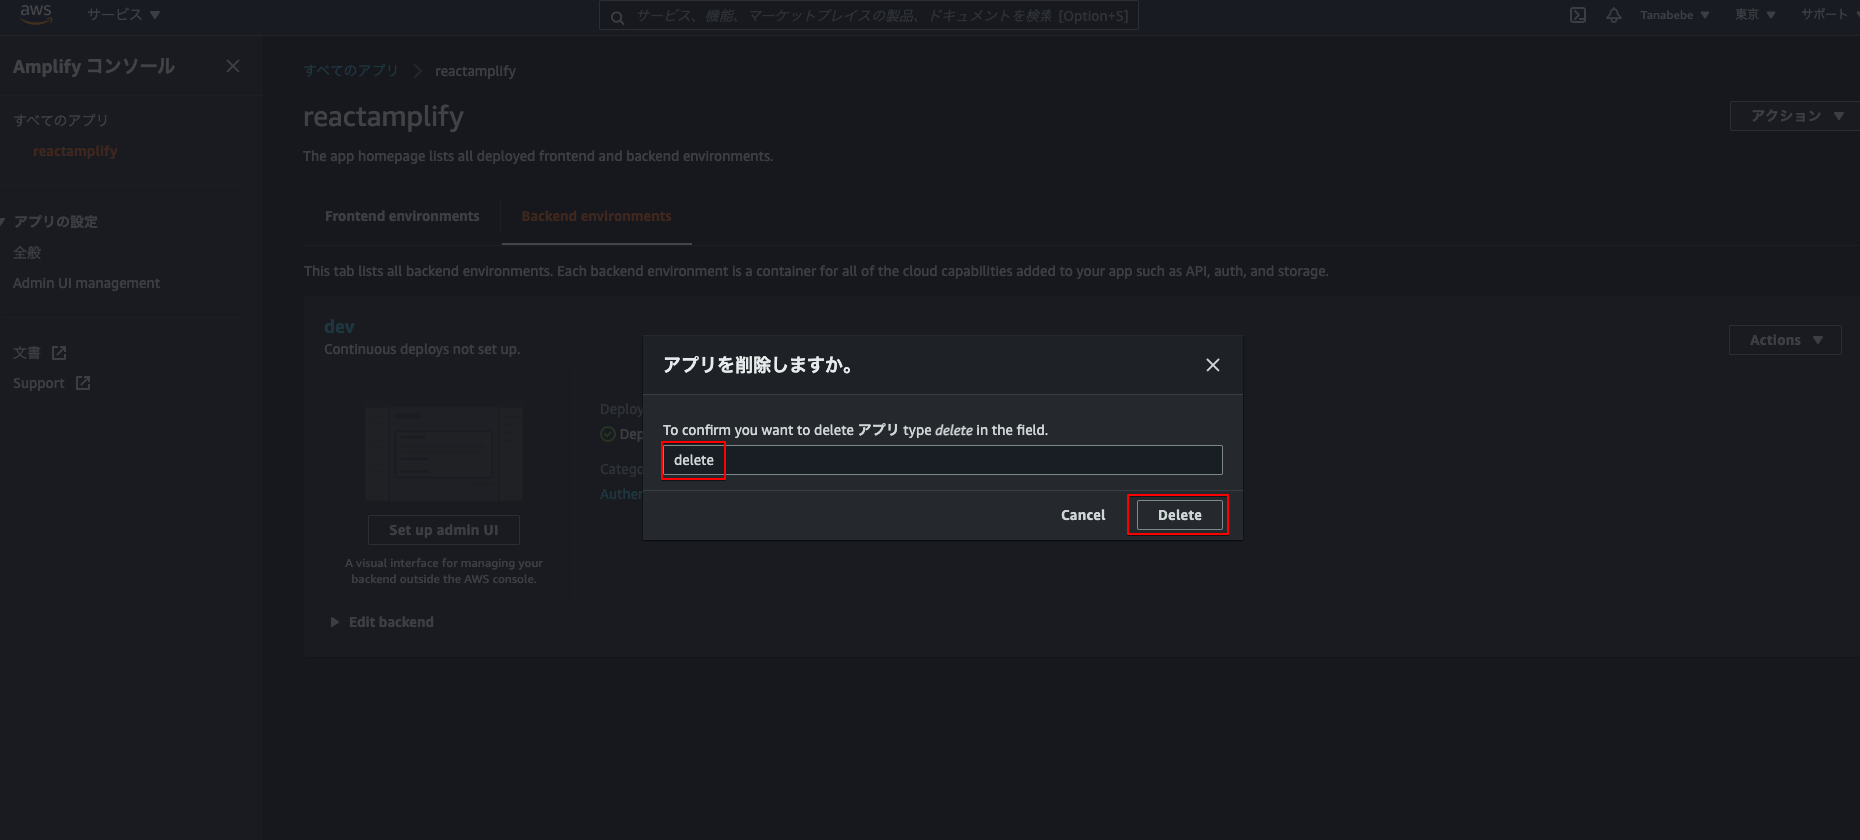 aws
サービス
サービス、機能、マーケットプレイスの製品、ドキュメントを検索 [Option+S]
Tanabebe
東京
サポート
Amplify コンソール
すべてのアプリ
reactamplify
アプリの設定
全般
Admin UI management
文書
Support
すべてのアプリ
reactamplify
reactamplify
アクション
The app homepage lists all deployed frontend and backend environments.
Frontend environments
Backend environments
This tab lists all backend environments. Each backend environment is a container for all of the cloud capabilities added to your app such as API, auth, and storage.
dev
Continuous deploys not set up.
Actions
Deploy
Dep
Catego
Auther
Set up admin UI
A visual interface for managing your
backend outside the AWS console.
Edit backend
アプリを削除しますか。
To confirm you want to delete アプリ type delete in the field.
delete
Cancel
Delete